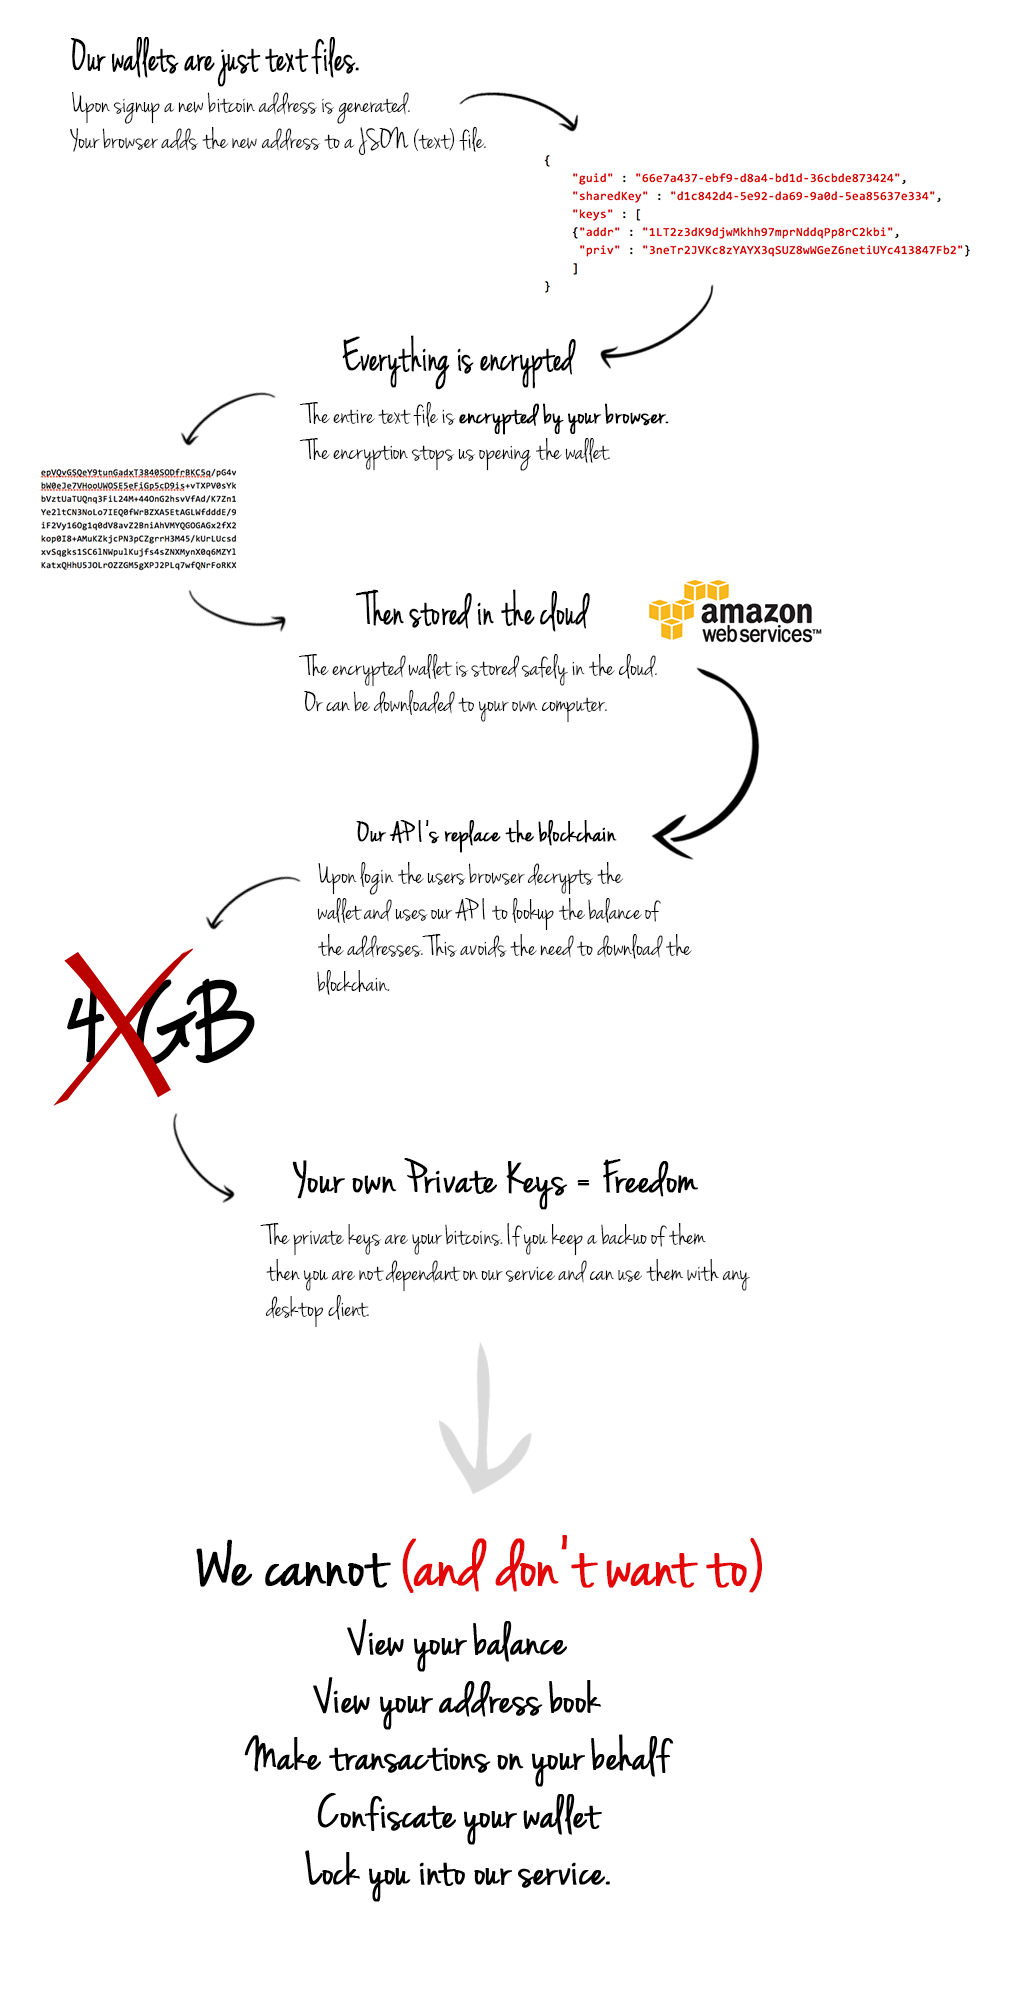 Our wallets are just text files.
Upon signup a new bitcoin address is generated.
Your browser adds the new address to a JSON (text) file.
{
"guid" : "66e7a437-ebf9-d8a4-bd1d-36cbde873424",
"sharedKey" : "d1c842d4-5e92-da69-9a0d-5ea85637e334",
"keys" : [
{"addr" : "1LT2z3dK9djwMkhh97mprNddqPp8rC2kbi",
"priv" : "3neTr2JVKc8zYAYX3qSUZ8wWGeZ6netiUYc413847Fb2"}
]
}
Everything is encrypted
The entire text file is encrypted by your browser.
The encryption stops us opening the wallet.
epVQvGSQeY9tunGadxT3840SODfrBKC5q/pG4v
bW0eJe7VHooUWOSE5eFiGp5cD9is+vTXPV0sYk
bVztUaTUQnq3FiL24M+44OnG2hsvVfAd/K7Zn1
Ye2ltCN3NoLo7IEQ0fWrBZXA5EtAGLWfdddE/9
iF2Vy16Og1q0dV8avZ2BniAhVMYQGOGAGx2fX2
kop0I8+AMuKZkjcPN3pCZgrrH3M45/kUrLUcsd
xvSqgks1SC6lNWpulKujfs4sZNXMynX0q6MZYl
KatxQHhU5JOLrOZZGM5gXPJ2PLq7wfQNrFoRKX
Then stored in the cloud
amazon
webservices™
The encrypted wallet is stored safely in the cloud.
Or can be downloaded to your own computer.
Our API's replace the blockchain
Upon login the users browser decrypts the
wallet and uses our API to lookup the balance of
the addresses. This avoids the need to download the
blockchain.
4 GB
Your own Private Keys = Freedom
The private keys are your bitcoins. If you keep a backuo of them
then you are not dependant on our service and can use them with any
desktop client.
We cannot (and don't want to)
View your balance
View your address book
Make transactions on your behalf
Confiscate your wallet
Lock you into our service.